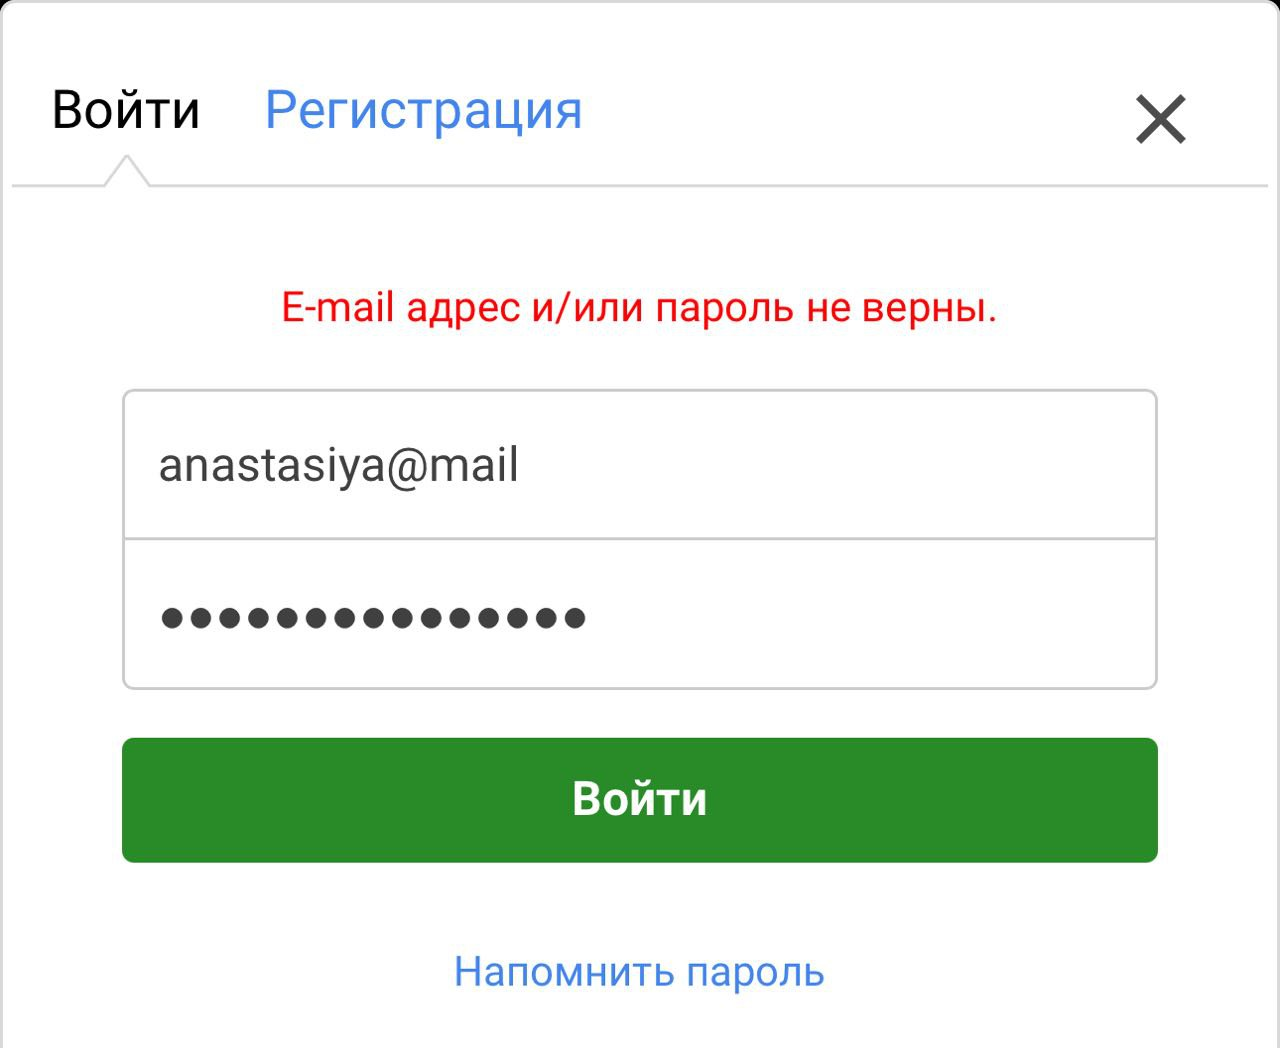 Войти Регистрация
E-mail адрес и/или пароль не верны.
anastasiya@mail
•••••••••••••••
Войти
Напомнить пароль